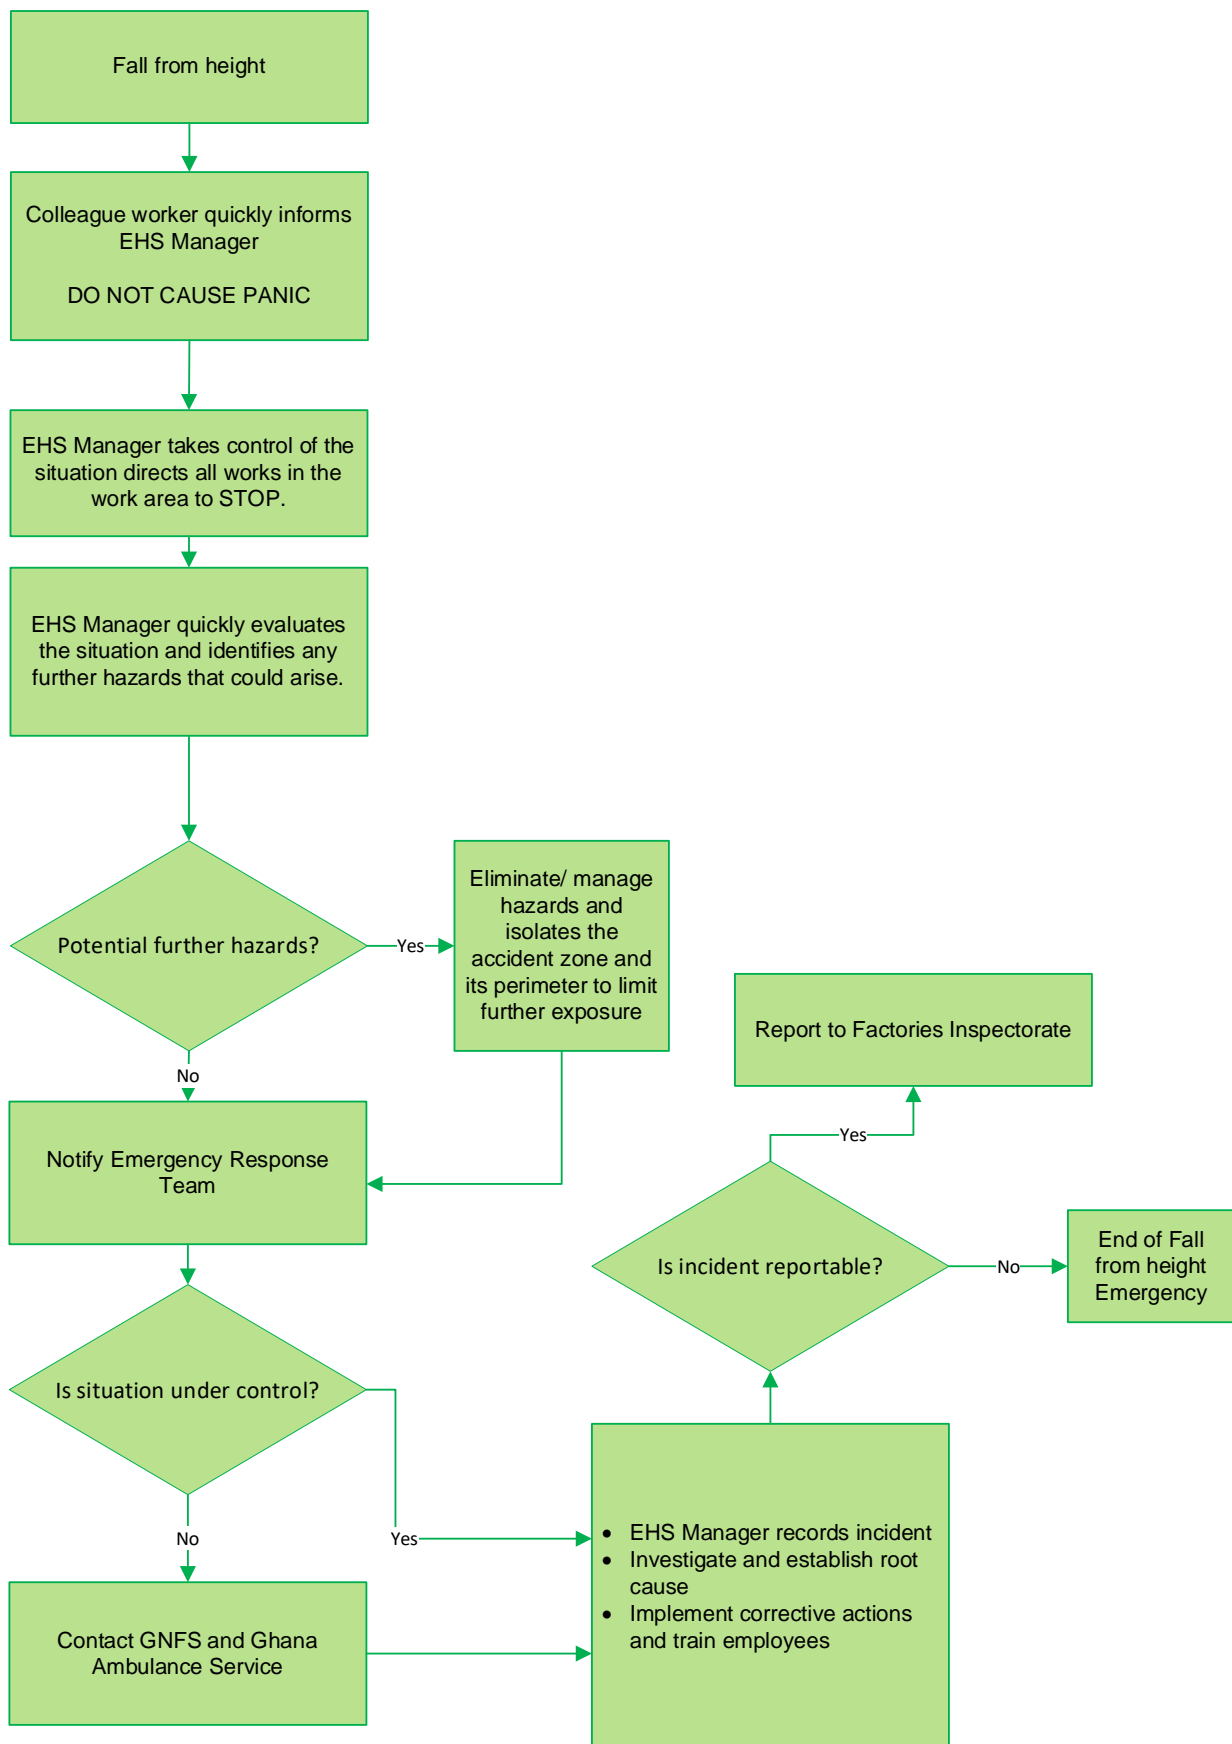 Fall from height
Colleague worker quickly informs
EHS Manager
DO NOT CAUSE PANIC
EHS Manager takes control of the
situation directs all works in the
work area to STOP.
EHS Manager quickly evaluates
the situation and identifies any
further hazards that could arise.
Potential further hazards?
Yes
Eliminate/ manage
hazards and
isolates the
accident zone and
its perimeter to limit
further exposure
No
Notify Emergency Response
Team
Is situation under control?
No
Yes
Contact GNFS and Ghana
Ambulance Service
• EHS Manager records incident
• Investigate and establish root
cause
• Implement corrective actions
and train employees
Is incident reportable?
Yes
Report to Factories Inspectorate
No
End of Fall
from height
Emergency